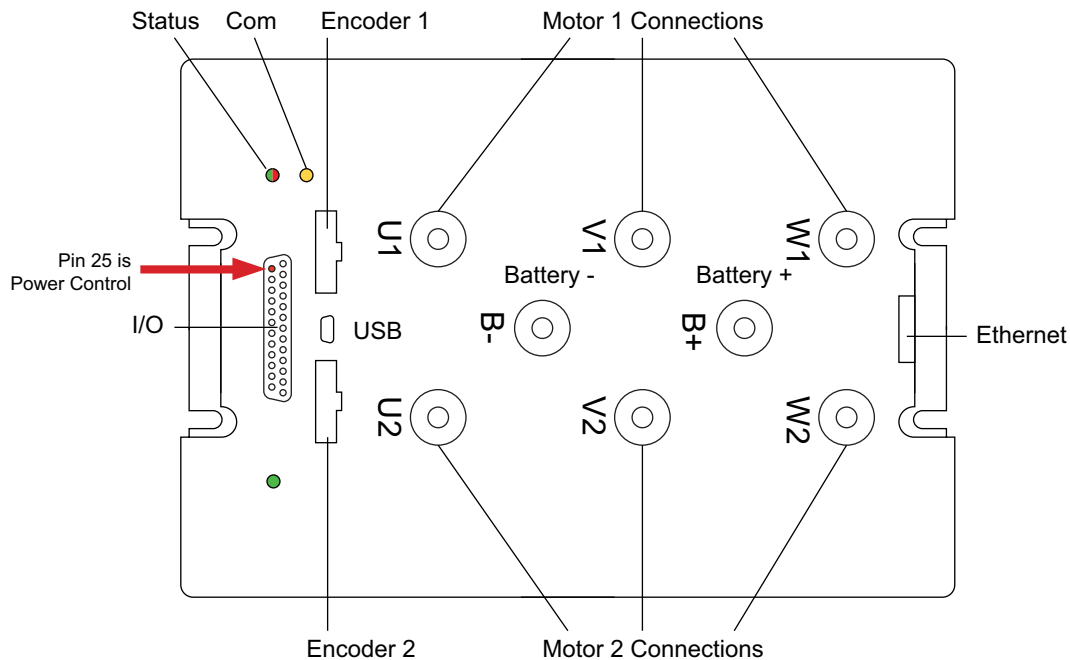 Status
Com
Encoder 1
Motor 1 Connections
U1
V1
W1
Pin 25 is
Power Control
Battery -
Battery +
I/O
USB
B-
B+
Ethernet
U2
V2
W2
Encoder 2
Motor 2 Connections